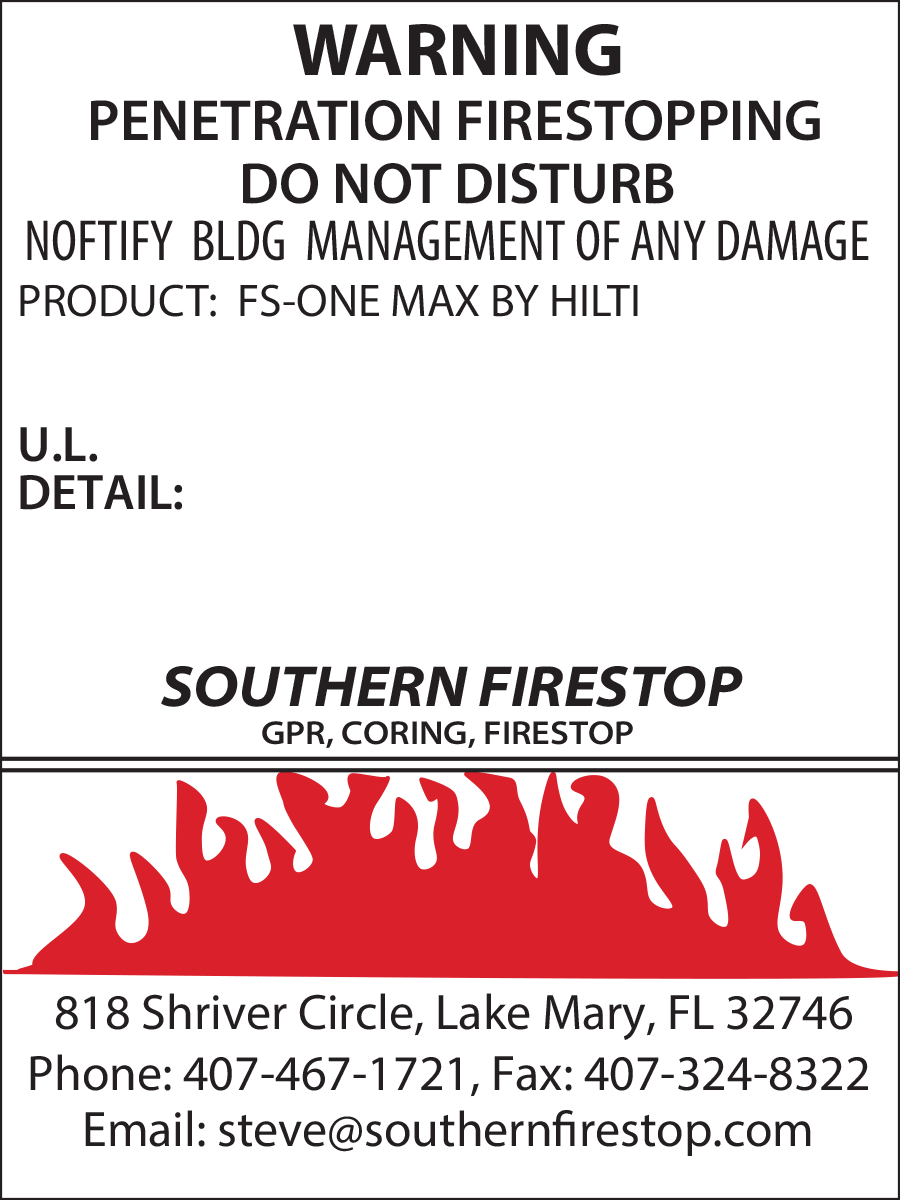 WARNING
PENETRATION FIRESTOPPING
DO NOT DISTURB
NOFTIFY BLDG MANAGEMENT OF ANY DAMAGE
PRODUCT: FS-ONE MAX BY HILTI
U.L.
DETAIL:
SOUTHERN FIRESTOP
GPR, CORING, FIRESTOP
818 Shriver Circle, Lake Mary, FL 32746
Phone: 407-467-1721, Fax: 407-324-8322
Email: steve@southernfirestop.com